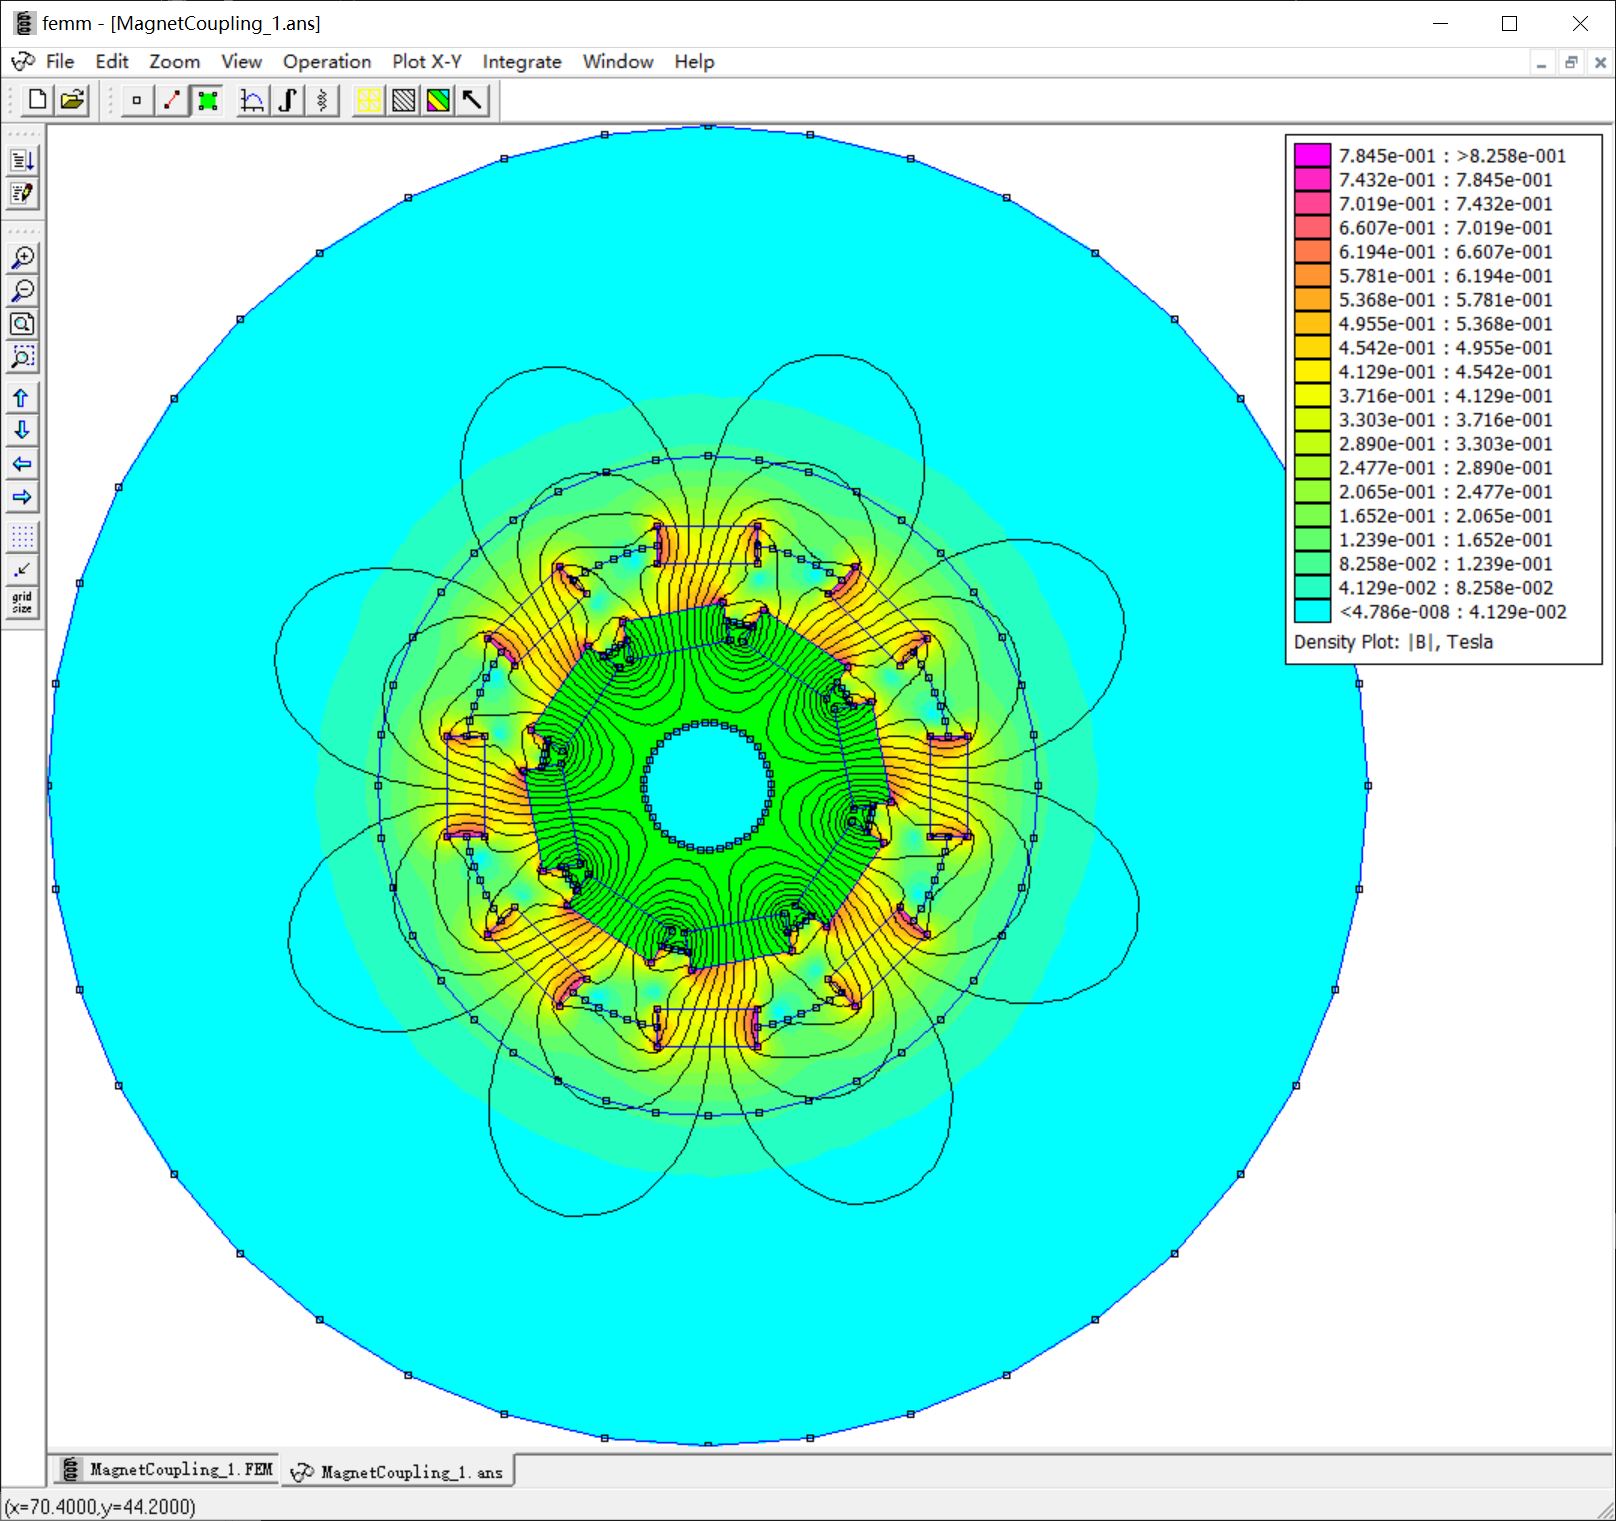 femm - [MagnetCoupling_1.ans]
File Edit Zoom View Operation Plot X-Y Integrate Window Help
7.845e-001 : >8.258e-001
7.432e-001 : 7.845e-001
7.019e-001 : 7.432e-001
6.607e-001 : 7.019e-001
6.194e-001 : 6.607e-001
5.781e-001 : 6.194e-001
5.368e-001 : 5.781e-001
4.955e-001 : 5.368e-001
4.542e-001 : 4.955e-001
4.129e-001 : 4.542e-001
3.716e-001 : 4.129e-001
3.303e-001 : 3.716e-001
2.890e-001 : 3.303e-001
2.477e-001 : 2.890e-001
2.065e-001 : 2.477e-001
1.652e-001 : 2.065e-001
1.239e-001 : 1.652e-001
8.258e-002 : 1.239e-001
4.129e-002 : 8.258e-002
<4.786e-008 : 4.129e-002
Density Plot: |B|, Tesla
grid
size
MagnetCoupling_1.FEM
MagnetCoupling_1.ans
(x=70.4000,y=44.2000)